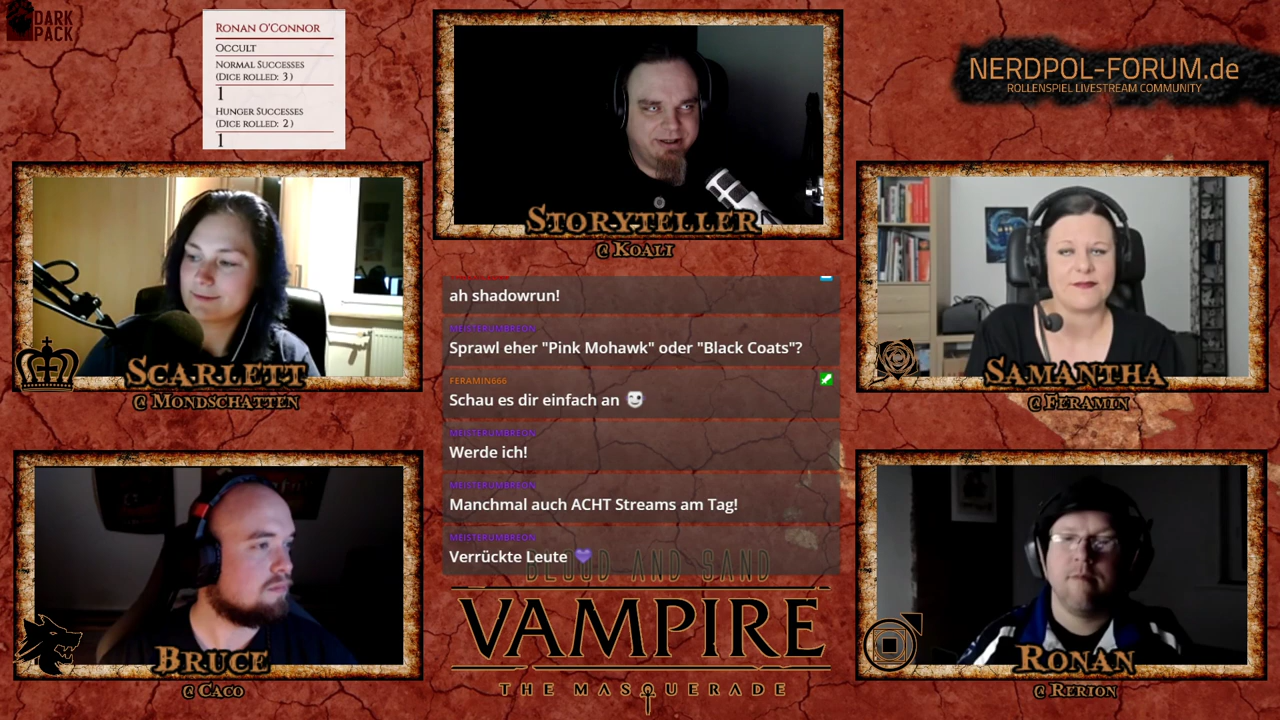 DARK
PACK
Ronan O'Connor
Occult
Normal Successes
(Dice rolled: 3)
1
Hunger Successes
(Dice rolled: 2)
1
Storyteller
@ Koali
NERDPOL-FORUM.de
ROLLENSPIEL LIVESTREAM COMMUNITY
Scarlett
@ Mondschatten
Samantha
@ Feramin
ah shadowrun!
MEISTERUMBREON
Sprawl eher "Pink Mohawk" oder "Black Coats"?
FERAMIN666
Schau es dir einfach an
MEISTERUMBREON
Werde ich!
MEISTERUMBREON
Manchmal auch ACHT Streams am Tag!
MEISTERUMBREON
Verrückte Leute
BLOOD AND SAND
VAMPIRE
THE MASQUERADE
Bruce
@ Caco
Ronan
@ Rerion